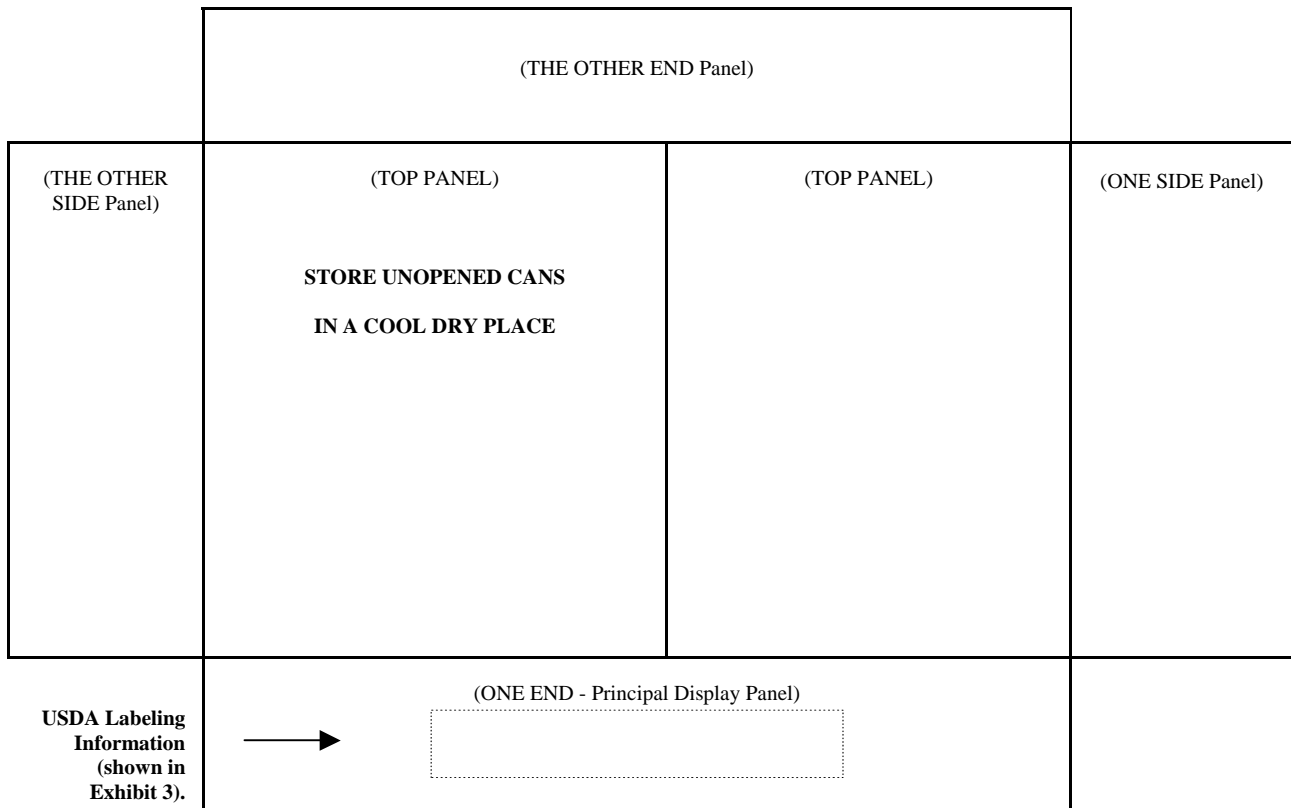 (THE OTHER END Panel)
(THE OTHER
SIDE Panel)
(TOP PANEL)
STORE UNOPENED CANS
IN A COOL DRY PLACE
(TOP PANEL)
(ONE SIDE Panel)
(ONE END - Principal Display Panel)
USDA Labeling
Information
(shown in
Exhibit 3).